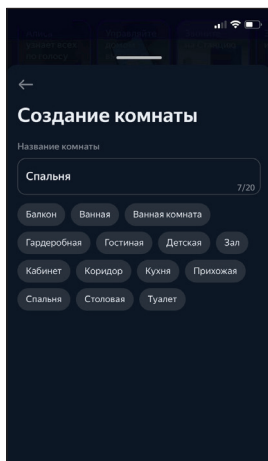 Создание комнаты
Название комнаты
Спальня
7/20
Балкон Ванная Ванная комната
Гардеробная Гостиная Детская Зал
Кабинет Коридор Кухня Прихожая
Спальня Столовая Туалет